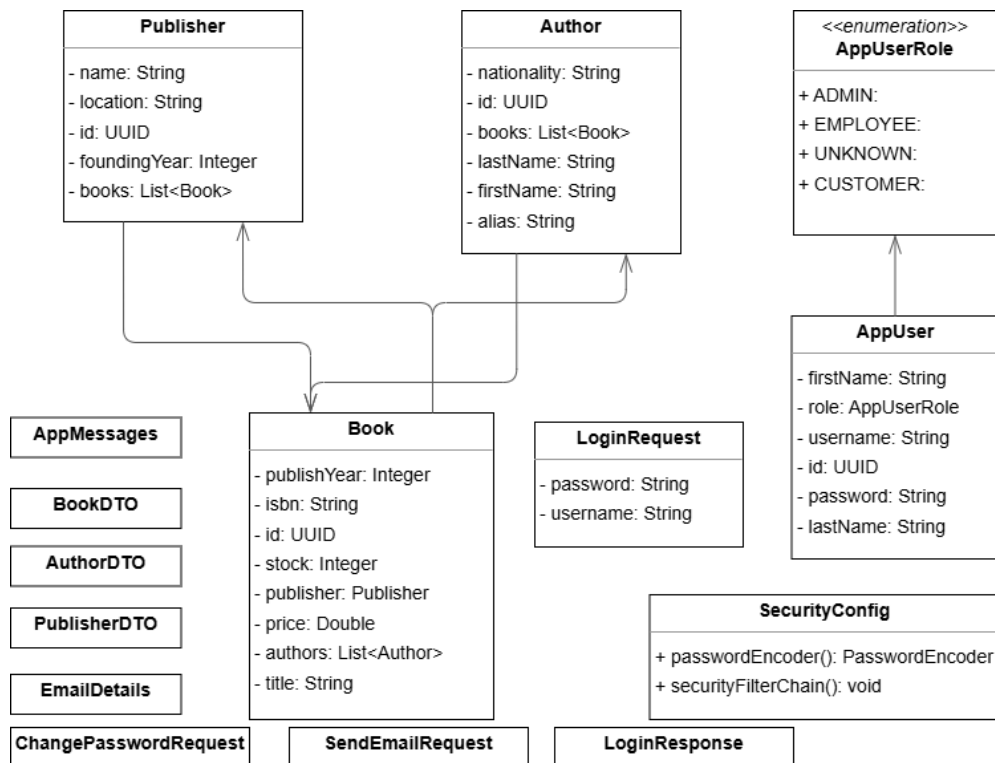 Publisher
- name: String
- location: String
- id: UUID
- foundingYear: Integer
- books: List<Book>
Author
- nationality: String
- id: UUID
- books: List<Book>
- lastName: String
- firstName: String
- alias: String
<<enumeration>>
AppUserRole
+ ADMIN:
+ EMPLOYEE:
+ UNKNOWN:
+ CUSTOMER:
AppUser
- firstName: String
- role: AppUserRole
- username: String
- id: UUID
- password: String
- lastName: String
AppMessages
BookDTO
AuthorDTO
PublisherDTO
EmailDetails
Book
- publishYear: Integer
- isbn: String
- id: UUID
- stock: Integer
- publisher: Publisher
- price: Double
- authors: List<Author>
- title: String
LoginRequest
- password: String
- username: String
SecurityConfig
+ passwordEncoder(): PasswordEncoder
+ securityFilterChain(): void
ChangePasswordRequest
SendEmailRequest
LoginResponse